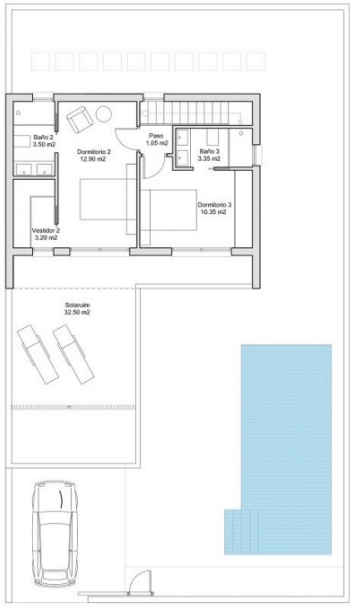 Baño 2
3.50 m2
Dormitorio 2
12.90 m2
Paso
1.05 m2
Baño 3
3.35 m2
Dormitorio 3
10.35 m2
Vestidor 2
3.20 m2
Solaruim
32.50 m2